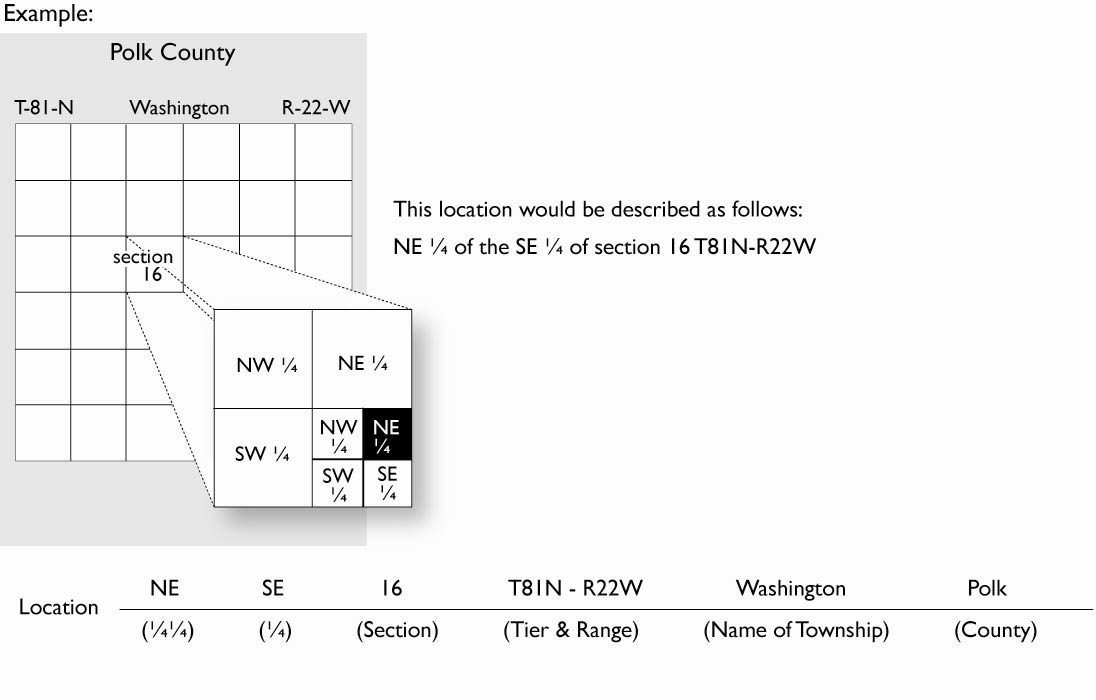 Example:
Polk County
T-81-N Washington R-22-W
This location would be described as follows:
NE ¼ of the SE ¼ of section 16 T81N-R22W
section
16
NW ¼ NE ¼
SW ¼
NW
¼
NE
¼
SW
¼
SE
¼
Location
NE SE 16 T81N - R22W Washington Polk
(¼¼) (¼) (Section) (Tier & Range) (Name of Township) (County)